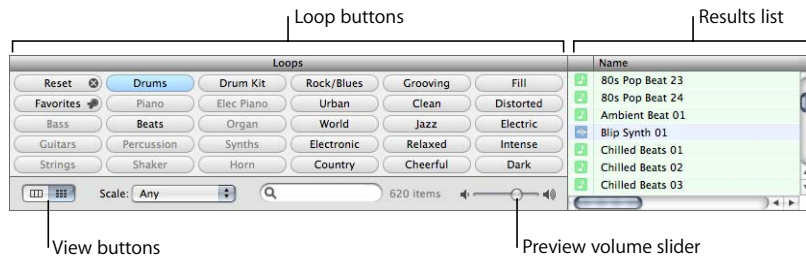 Loop buttons
Results list
Loops
Name
Reset Drums Drum Kit Rock/Blues Grooving Fill
Favorites Piano Elec Piano Urban Clean Distorted
Bass Beats Organ World Jazz Electric
Guitars Percussion Synths Electronic Relaxed Intense
Strings Shaker Horn Country Cheerful Dark
80s Pop Beat 23
80s Pop Beat 24
Ambient Beat 01
Blip Synth 01
Chilled Beats 01
Chilled Beats 02
Chilled Beats 03
Scale: Any
620 items
View buttons
Preview volume slider